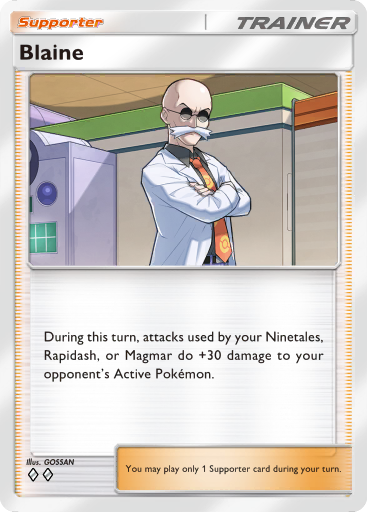 Supporter
TRAINER
Blaine
During this turn, attacks used by your Ninetales,
Rapidash, or Magmar do +30 damage to your
opponent's Active Pokémon.
Illus. GOSSAN
You may play only 1 Supporter card during your turn.